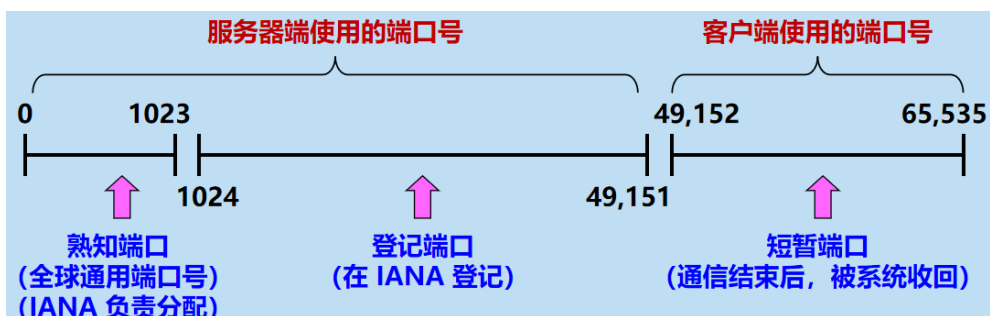 服务器端使用的端口号
客户端使用的端口号
0
1023
49,152
65,535
1024
49,151
熟知端口
(全球通用端口号)
(IANA 负责分配)
登记端口
(在 IANA 登记)
短暂端口
(通信结束后，被系统收回)